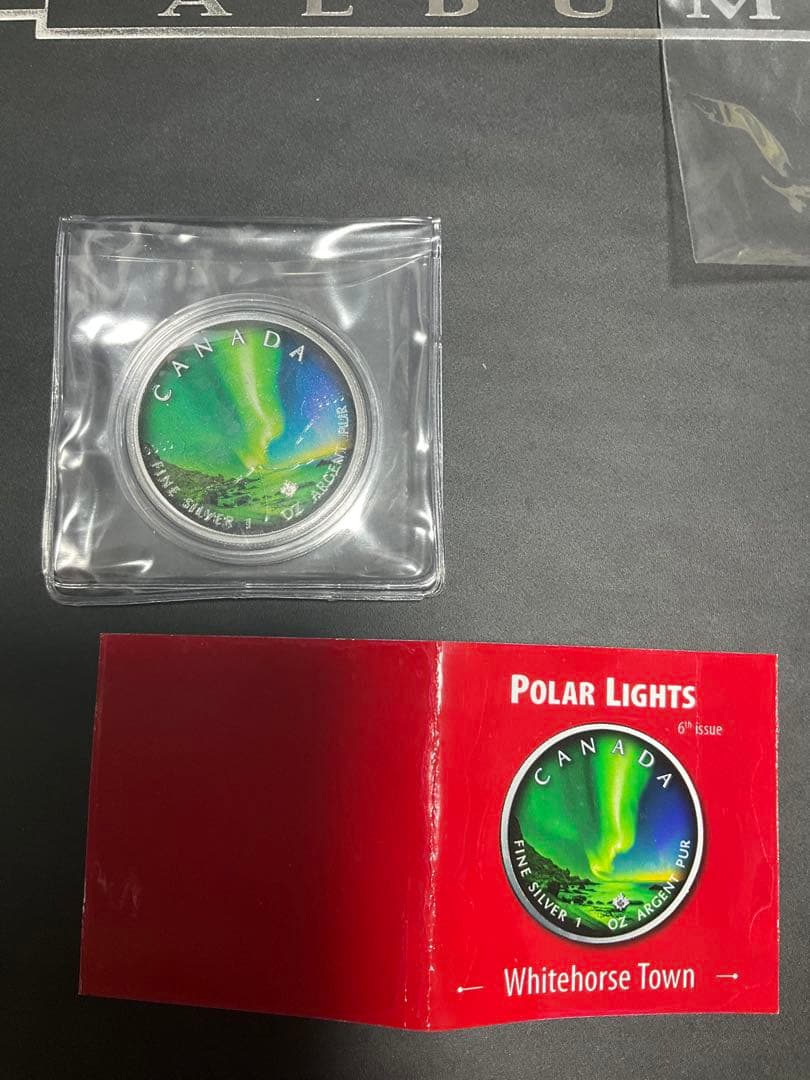 ALBUM
CANADA
FINE SILVER 1 OZ ARGENT PUR
POLAR LIGHTS
6th issue
CANADA
FINE SILVER 1 OZ ARGENT PUR
Whitehorse Town